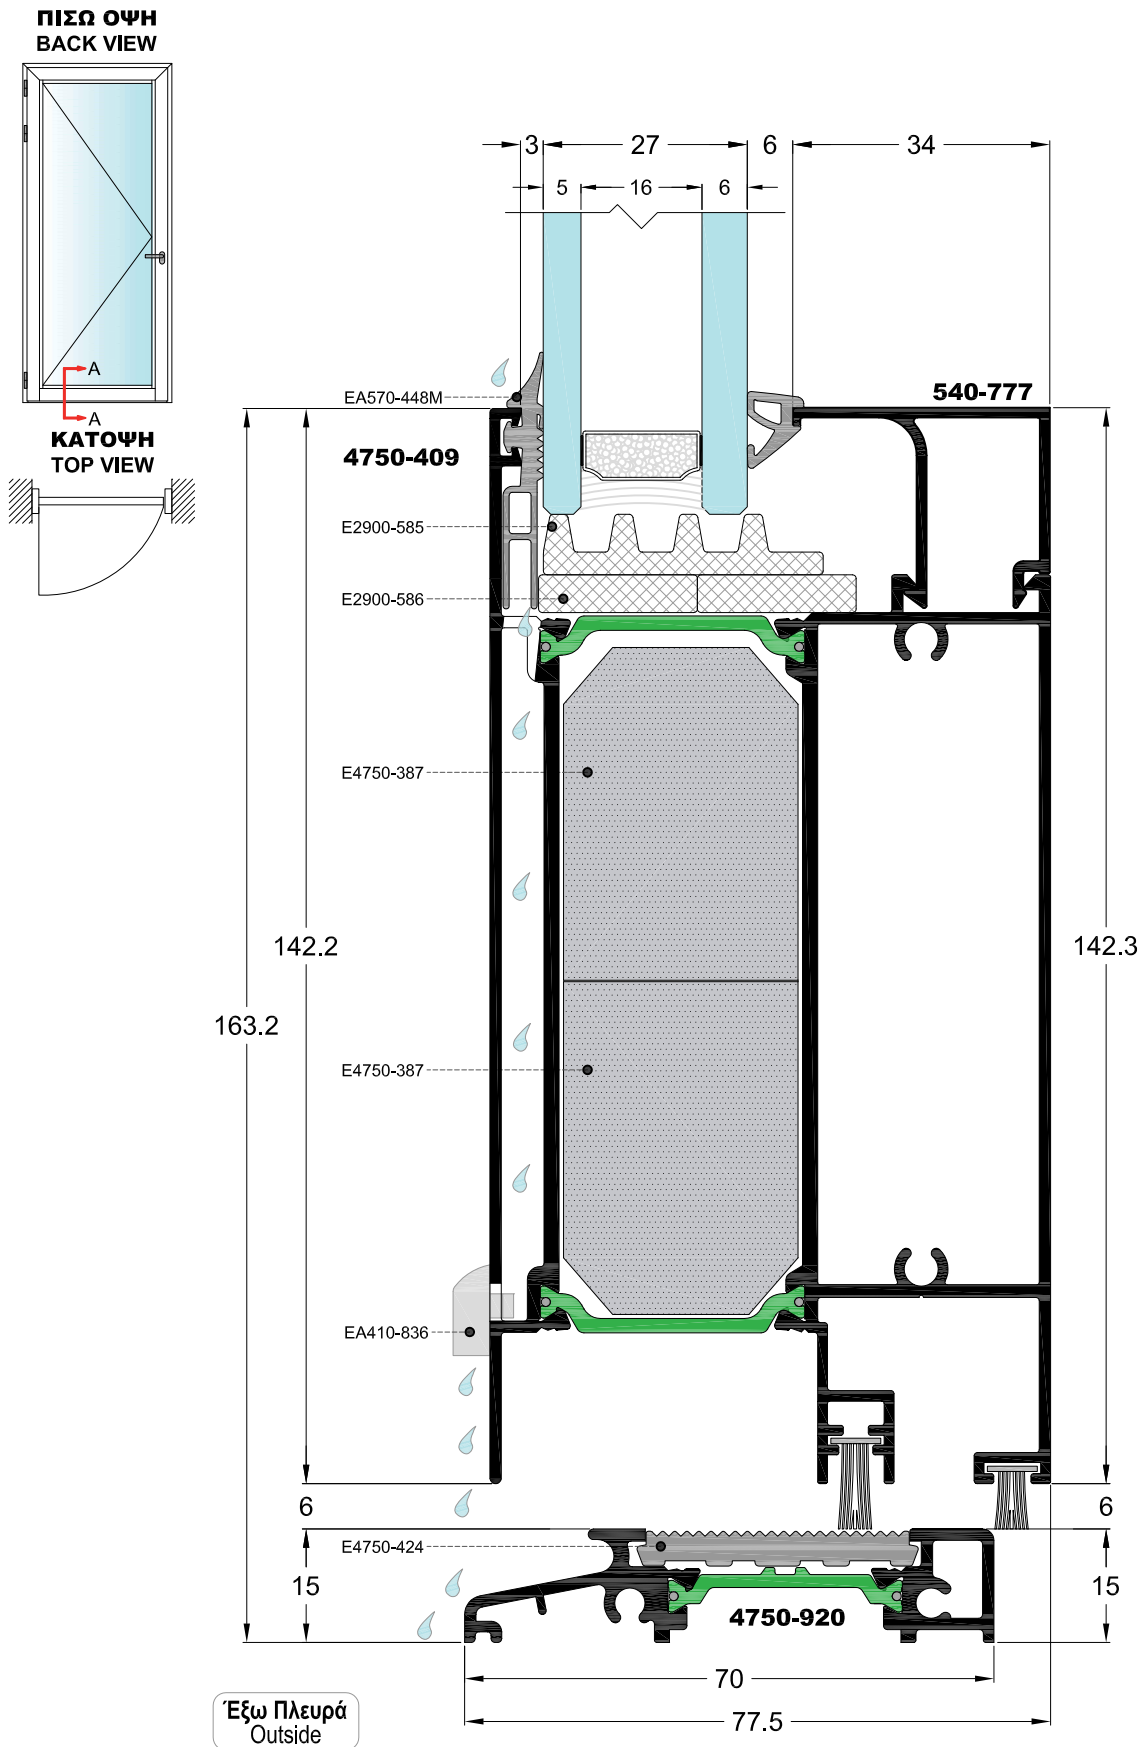 ΠΙΣΩ ΟΨΗ
BACK VIEW
A
A
ΚΑΤΟΨΗ
TOP VIEW
3 27 6 34
5 16 6
EA570-448M
540-777
4750-409
E2900-585
E2900-586
E4750-387
142.2
142.3
163.2
E4750-387
EA410-836
6
6
E4750-424
15
15
4750-920
70
77.5
Έξω Πλευρά
Outside